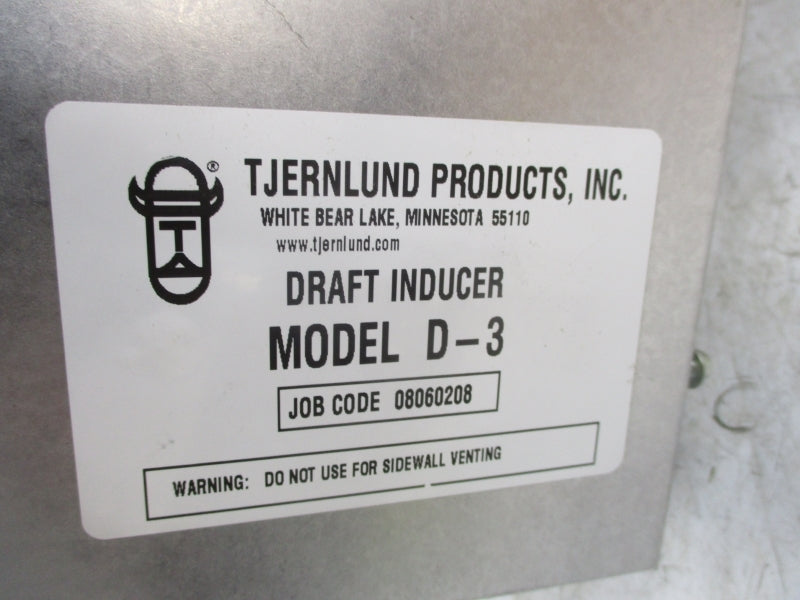 ®
TJERNLUND PRODUCTS, INC.
WHITE BEAR LAKE, MINNESOTA 55110
www.tjernlund.com
DRAFT INDUCER
MODEL D-3
JOB CODE 08060208
WARNING: DO NOT USE FOR SIDEWALL VENTING